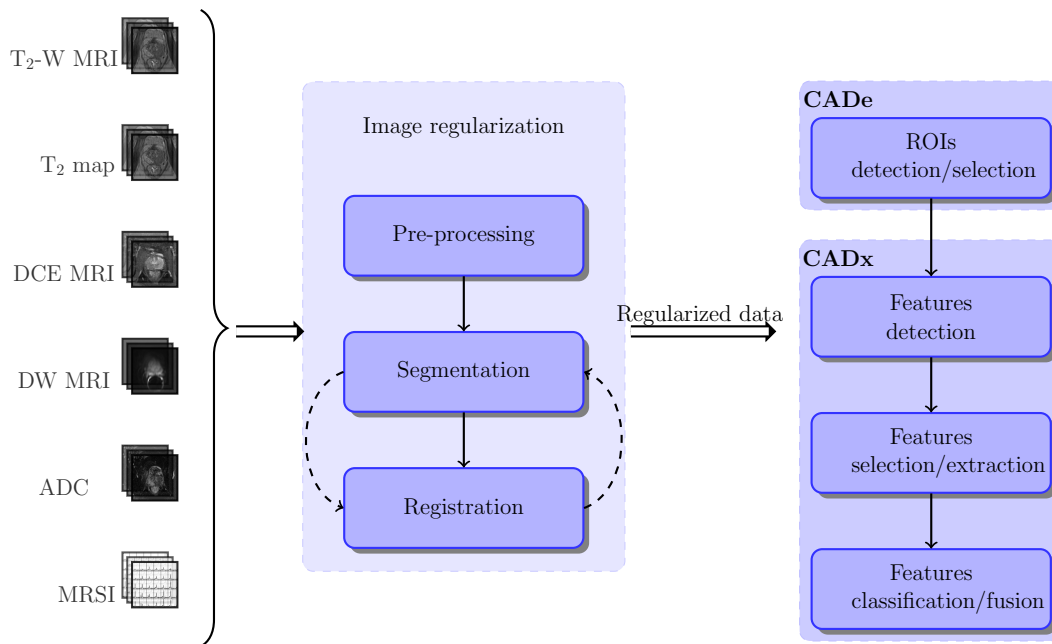 T₂-W MRI
T₂ map
DCE MRI
DW MRI
ADC
MRSI
Image regularization
Pre-processing
Segmentation
Registration
Regularized data
CADe
ROIs
detection/selection
CADx
Features
detection
Features
selection/extraction
Features
classification/fusion